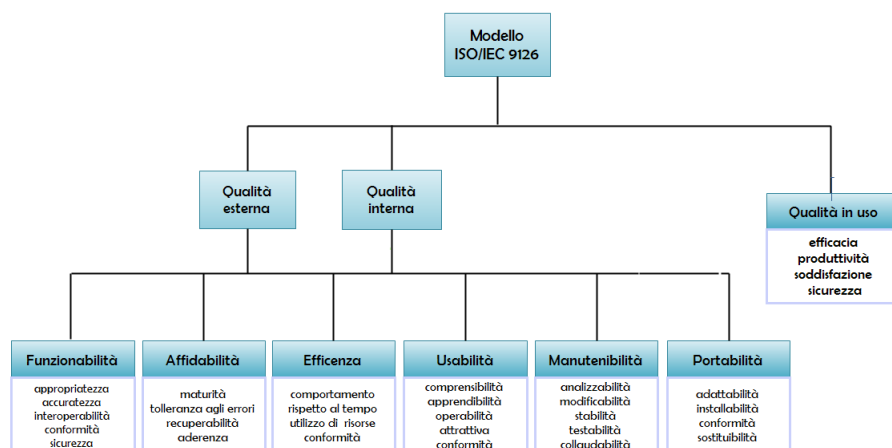 Modello
ISO/IEC 9126
Qualità
esterna
Qualità
interna
Qualità in uso
efficacia
produttività
soddisfazione
sicurezza
Funzionabilità
appropriatezza
accuratezza
interoperabilità
conformità
sicurezza
Affidabilità
maturità
tolleranza agli errori
recuperabilità
aderenza
Efficenza
comportamento
rispetto al tempo
utilizzo di risorse
conformità
Usabilità
comprensibilità
apprendibilità
operabilità
attrattiva
conformità
Manutenibilità
analizzabilità
modificabilità
stabilità
testabilità
collaudabilità
Portabilità
adattabilità
installabilità
conformità
sostituibilità